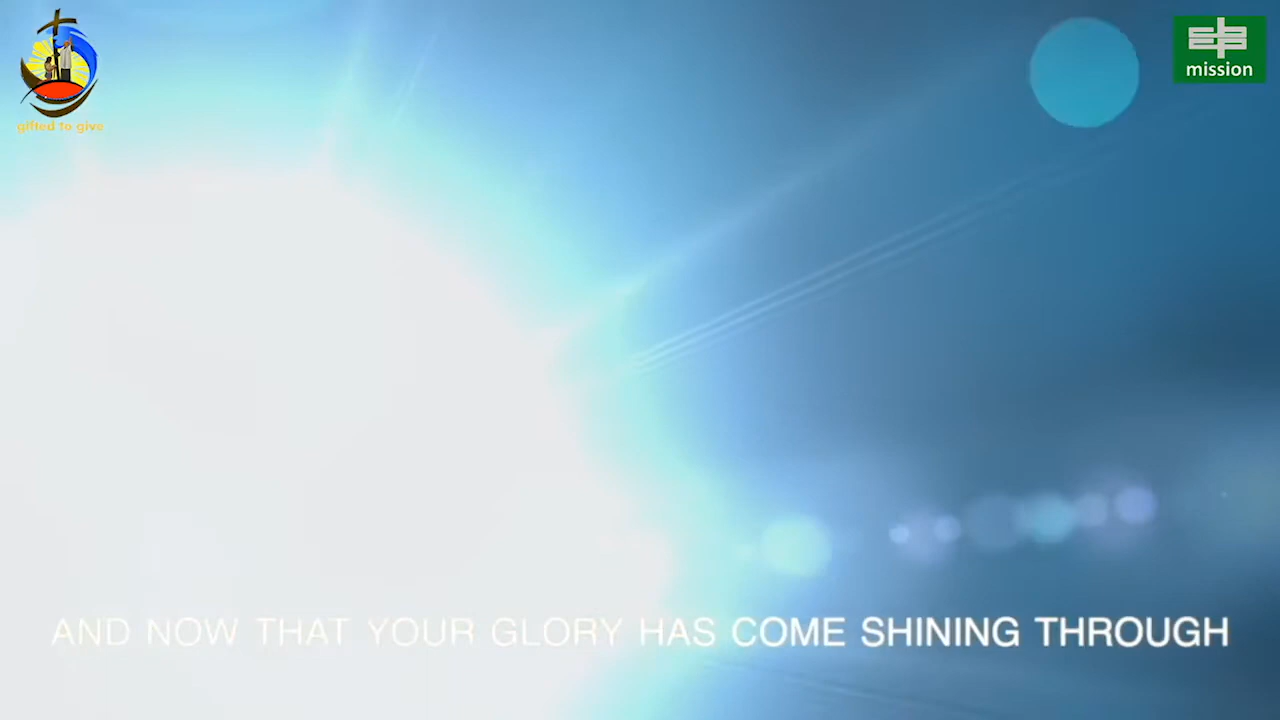 gifted to give
mission
AND NOW THAT YOUR GLORY HAS COME SHINING THROUGH